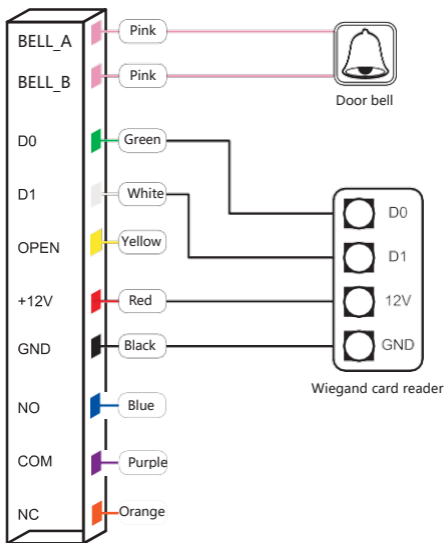 BELL_A Pink
BELL_B Pink
Door bell
D0 Green
D1 White
OPEN Yellow
+12V Red
GND Black
NO Blue
COM Purple
NC Orange
D0
D1
12V
GND
Wiegand card reader